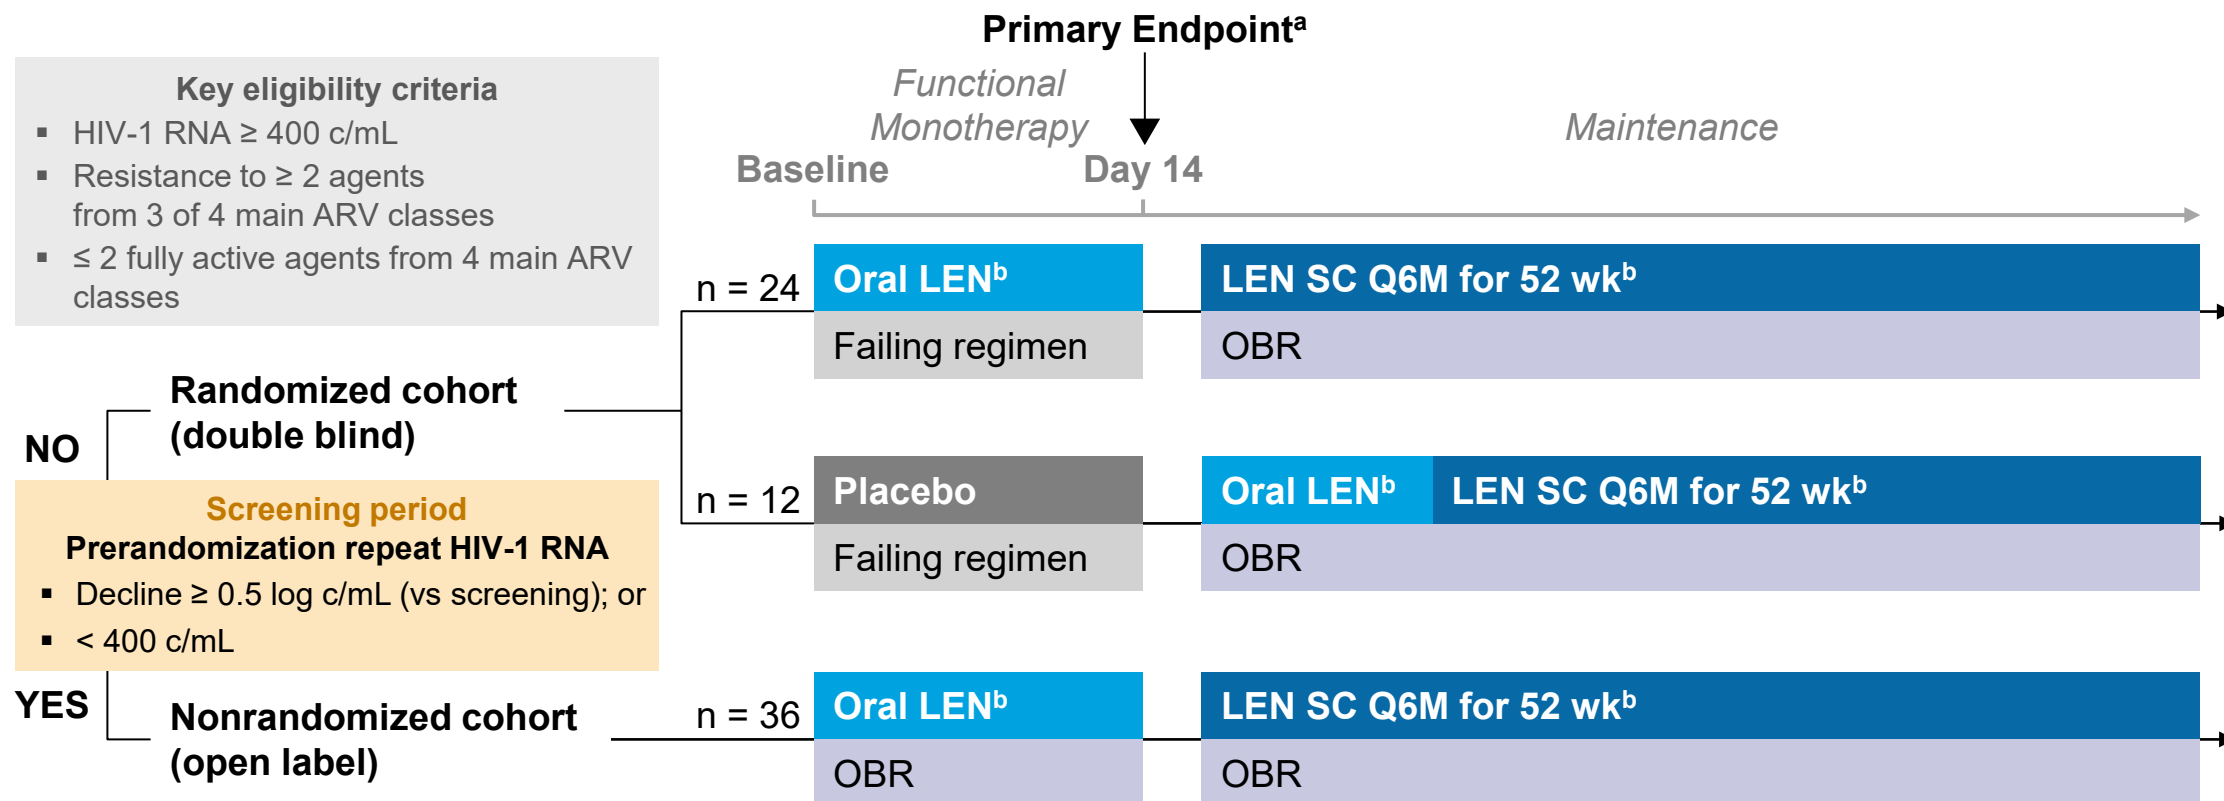 Primary Endpointᵃ
Key eligibility criteria
▪ HIV-1 RNA ≥ 400 c/mL
▪ Resistance to ≥ 2 agents
from 3 of 4 main ARV classes
▪ ≤ 2 fully active agents from 4 main ARV
classes
Functional
Monotherapy
Maintenance
Baseline
Day 14
n = 24
Oral LENᵇ
LEN SC Q6M for 52 wkᵇ
Failing regimen
OBR
Randomized cohort
(double blind)
NO
n = 12
Placebo
Oral LENᵇ
LEN SC Q6M for 52 wkᵇ
Failing regimen
OBR
Screening period
Prerandomization repeat HIV-1 RNA
▪ Decline ≥ 0.5 log c/mL (vs screening); or
▪ < 400 c/mL
YES
Nonrandomized cohort
(open label)
n = 36
Oral LENᵇ
LEN SC Q6M for 52 wkᵇ
OBR
OBR